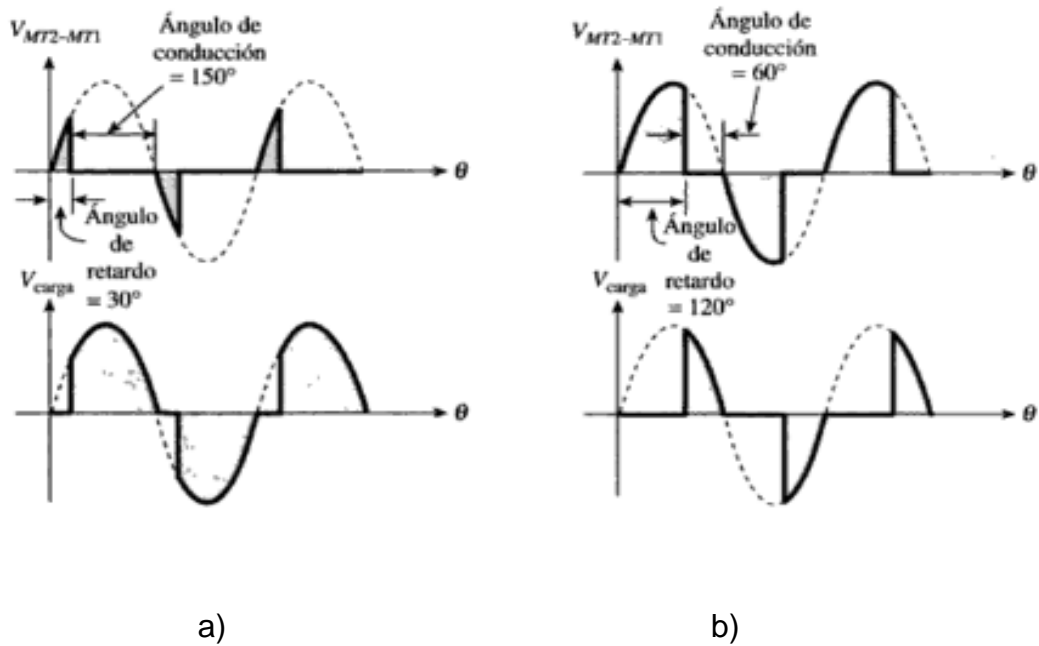 V_MT2–MT1
Ángulo de
conducción
= 150°
θ
Ángulo
de
retardo
= 30°
V_carga
θ
a)
V_MT2–MT1
Ángulo de
conducción
= 60°
θ
Ángulo
de
retardo
= 120°
V_carga
θ
b)